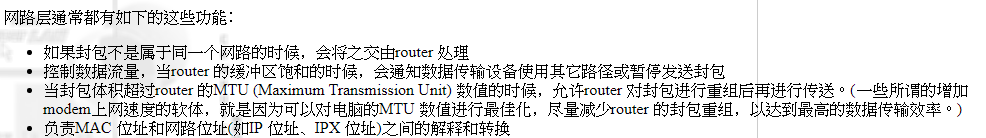 网路层通常都有如下的这些功能：
如果封包不是属于同一个网路的时候，会将之交由router 处理
控制数据流量，当router 的缓冲区饱和的时候，会通知数据传输设备使用其它路径或暂停发送封包
当封包体积超过router 的MTU (Maximum Transmission Unit) 数值的时候，允许router 对封包进行重组后再进行传送。(一些所谓的增加
modem上网速度的软体，就是因为可以对电脑的MTU 数值进行最佳化，尽量减少router 的封包重组，以达到最高的数据传输效率。)
负责MAC 位址和网路位址(如IP 位址、IPX 位址)之间的解释和转换